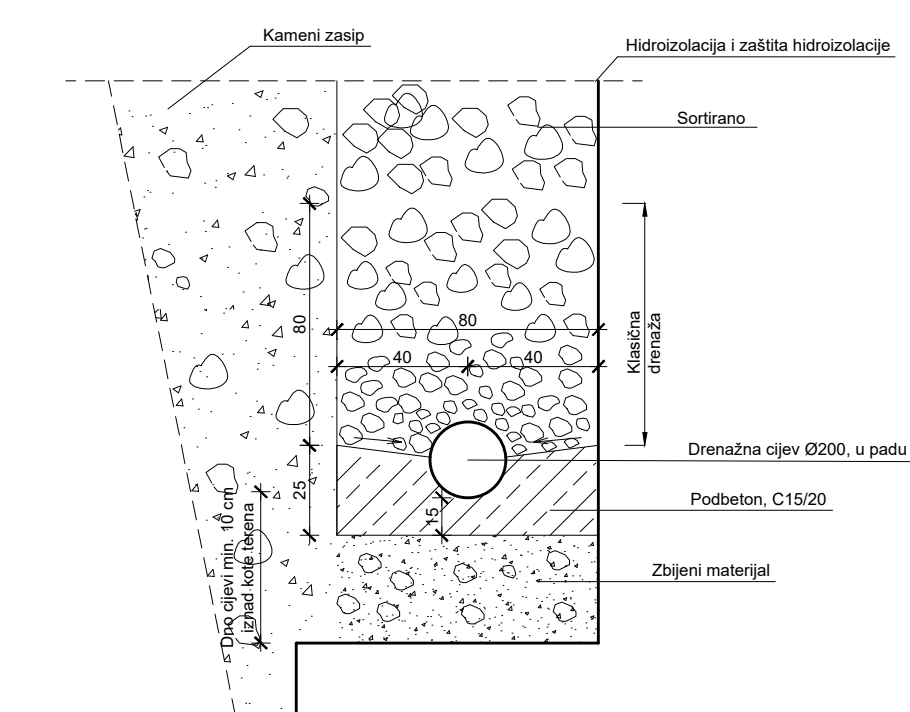 Kameni zasip
Hidroizolacija i zaštita hidroizolacije
Sortirano
80
80
40
40
Klasična
drenaža
Drenažna cijev Ø200, u padu
25
15
Podbeton, C15/20
Dno cijevi min. 10 cm
iznad kote terena
Zbijeni materijal